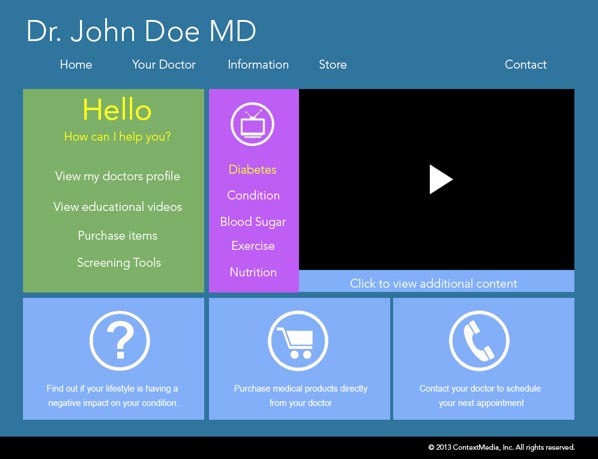 Dr. John Doe MD
Home Your Doctor Information Store Contact
Hello
How can I help you?
View my doctors profile
View educational videos
Purchase items
Screening Tools
Diabetes
Condition
Blood Sugar
Exercise
Nutrition
Click to view additional content
Find out if your lifestyle is having a
negative impact on your condition.
Purchase medical products directly
from your doctor
Contact your doctor to schedule
your next appointment
© 2013 ContextMedia, Inc. All rights reserved.